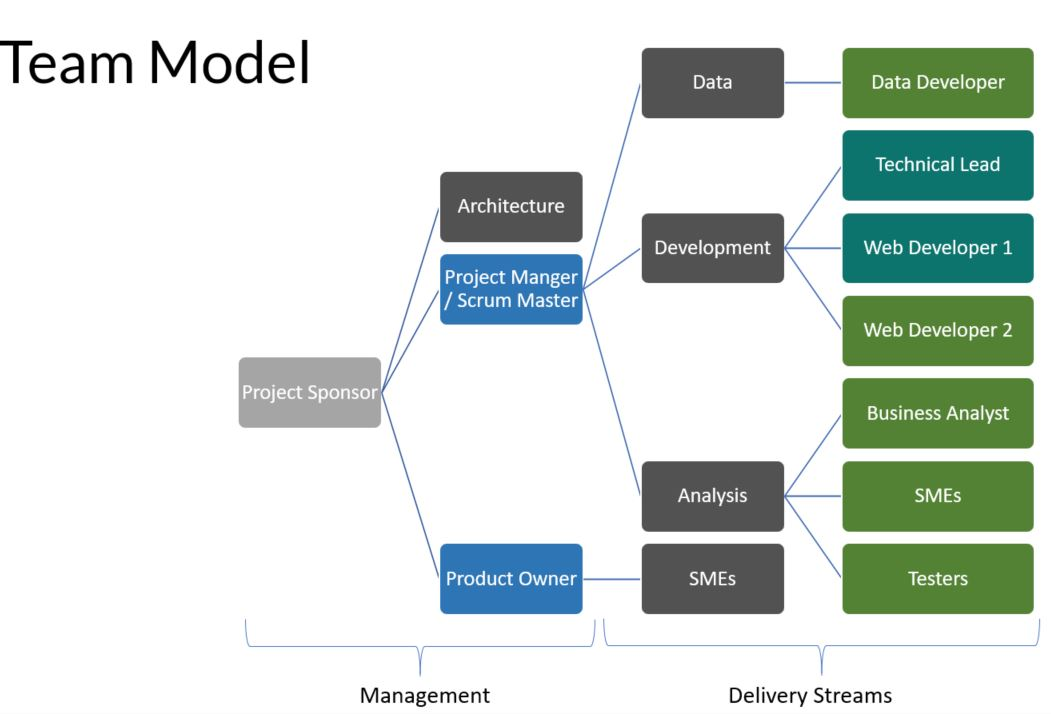 Team Model
Data
Data Developer
Technical Lead
Architecture
Development
Web Developer 1
Project Manger
/ Scrum Master
Web Developer 2
Project Sponsor
Business Analyst
Analysis
SMEs
Product Owner
SMEs
Testers
Management
Delivery Streams